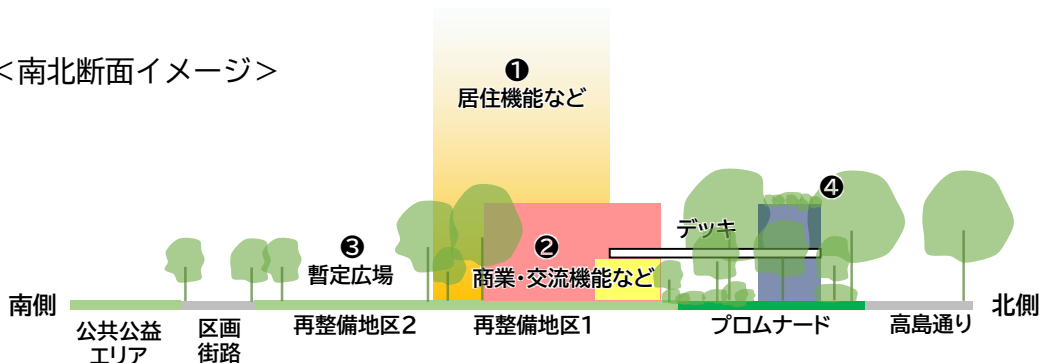 <南北断面イメージ>
❶
居住機能など
❹
デッキ
❸
暫定広場
❷
商業・交流機能など
南側
北側
公共公益
エリア
区画
街路
再整備地区2
再整備地区1
プロムナード
高島通り